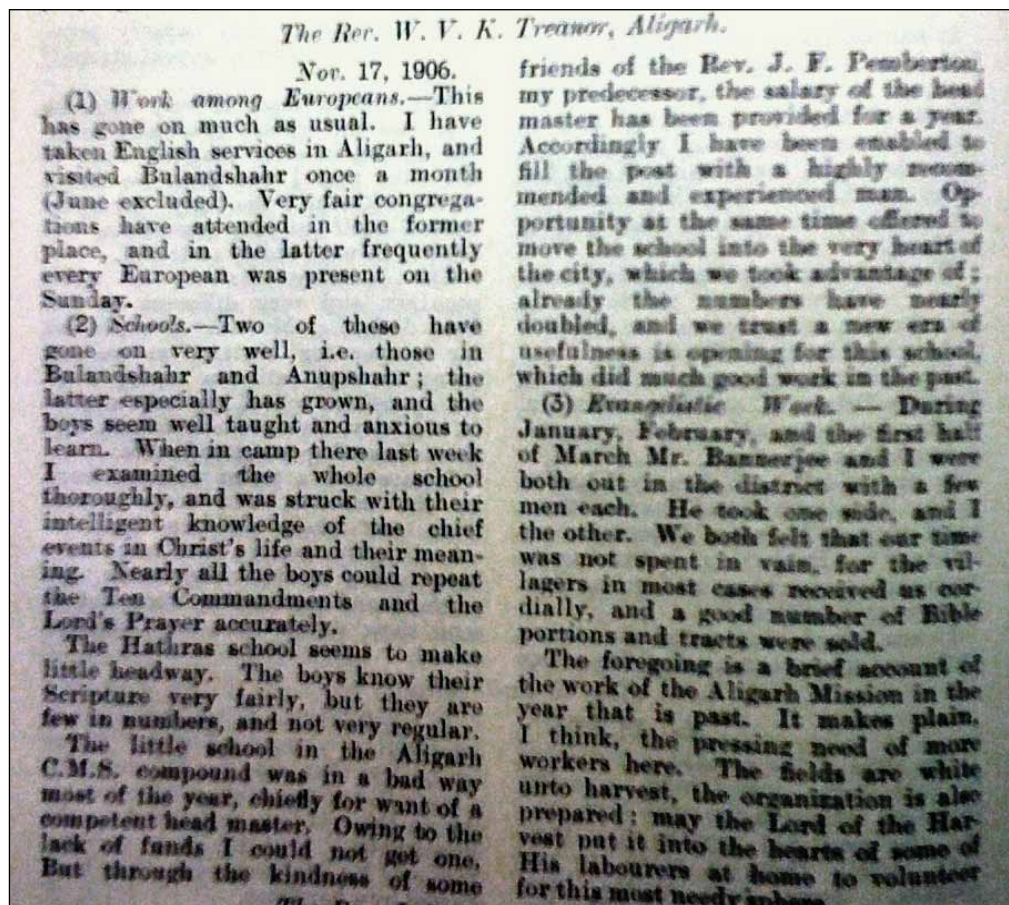 The Rev. W. V. K. Treanor, Aligarh.
Nov. 17, 1906.
(1) Work among Europeans.—This
has gone on much as usual. I have
taken English services in Aligarh, and
visited Bulandshahr once a month
(June excluded). Very fair congrega-
tions have attended in the former
place, and in the latter frequently
every European was present on the
Sunday.
(2) Schools.—Two of these have
gone on very well, i.e. those in
Bulandshahr and Anupshahr; the
latter especially has grown, and the
boys seem well taught and anxious to
learn. When in camp there last week
I examined the whole school
thoroughly, and was struck with their
intelligent knowledge of the chief
events in Christ's life and their mean-
ing. Nearly all the boys could repeat
the Ten Commandments and the
Lord's Prayer accurately.
The Hathras school seems to make
little headway. The boys know their
Scripture very fairly, but they are
few in numbers, and not very regular.
The little school in the Aligarh
C.M.S. compound was in a bad way
most of the year, chiefly for want of a
competent head master. Owing to the
lack of funds I could not get one.
But through the kindness of some
friends of the Rev. J. F. Pemberton,
my predecessor, the salary of the head
master has been provided for a year.
Accordingly I have been enabled to
fill the post with a highly recom-
mended and experienced man. Op-
portunity at the same time offered to
move the school into the very heart of
the city, which we took advantage of;
already the numbers have nearly
doubled, and we trust a new era of
usefulness is opening for this school,
which did much good work in the past.
(3) Evangelistic Work. — During
January, February, and the first half
of March Mr. Bannerjee and I were
both out in the district with a few
men each. He took one side, and I
the other. We both felt that our time
was not spent in vain, for the vil-
lagers in most cases received us cor-
dially, and a good number of Bible
portions and tracts were sold.
The foregoing is a brief account of
the work of the Aligarh Mission in the
year that is past. It makes plain,
I think, the pressing need of more
workers here. The fields are white
unto harvest, the organization is also
prepared; may the Lord of the Har-
vest put it into the hearts of some of
His labourers at home to volunteer
for this most needy sphere